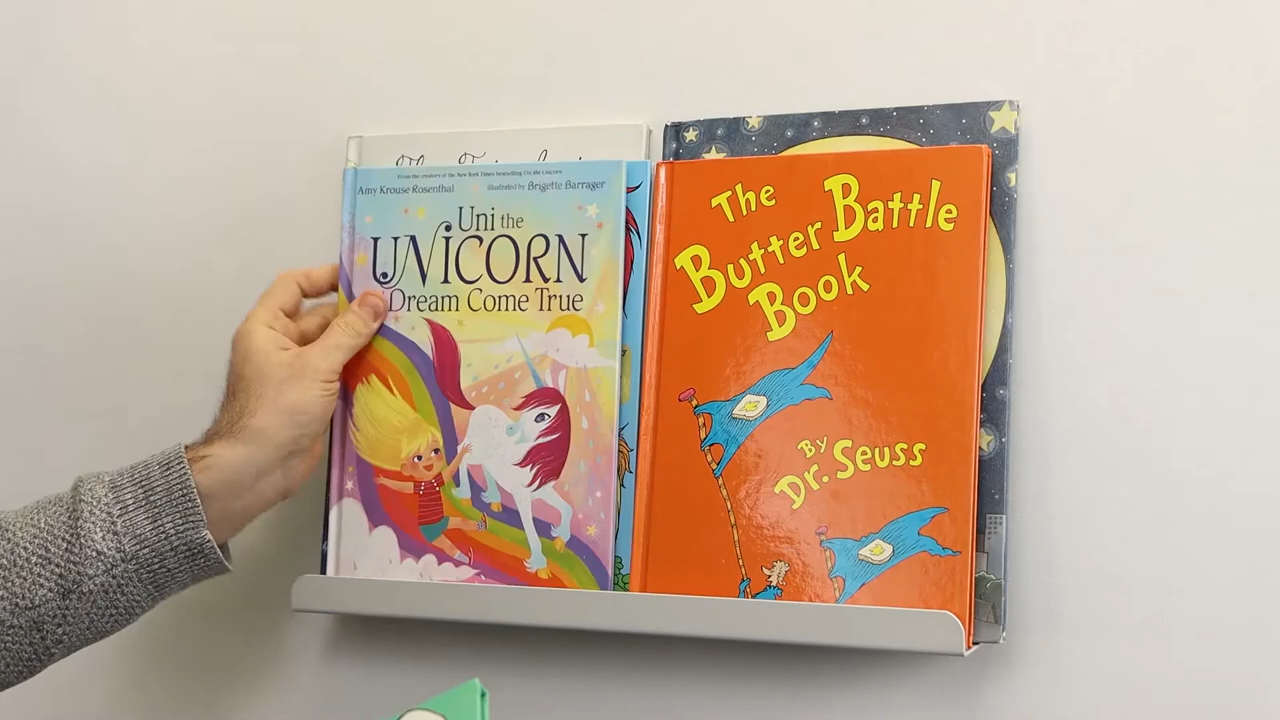 From the creators of the New York Times bestselling Uni the Unicorn
Amy Krouse Rosenthal
illustrated by Brigette Barrager
Uni the
UNICORN
Dream Come True
The
Butter Battle
Book
By
Dr. Seuss